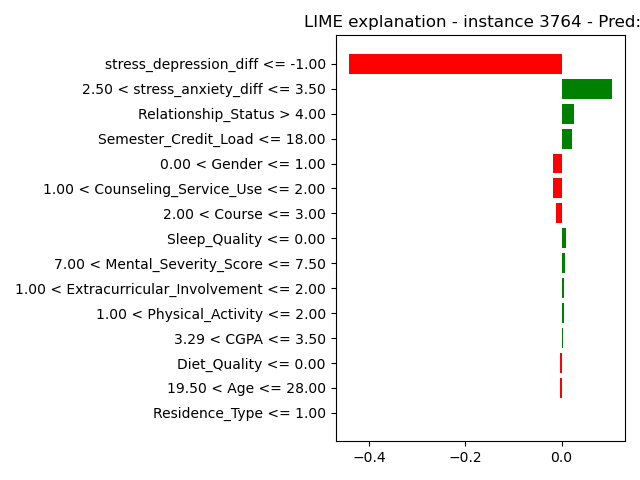 LIME explanation - instance 3764 - Pred:
stress_depression_diff <= -1.00
2.50 < stress_anxiety_diff <= 3.50
Relationship_Status > 4.00
Semester_Credit_Load <= 18.00
0.00 < Gender <= 1.00
1.00 < Counseling_Service_Use <= 2.00
2.00 < Course <= 3.00
Sleep_Quality <= 0.00
7.00 < Mental_Severity_Score <= 7.50
1.00 < Extracurricular_Involvement <= 2.00
1.00 < Physical_Activity <= 2.00
3.29 < CGPA <= 3.50
Diet_Quality <= 0.00
19.50 < Age <= 28.00
Residence_Type <= 1.00
−0.4 −0.2 0.0